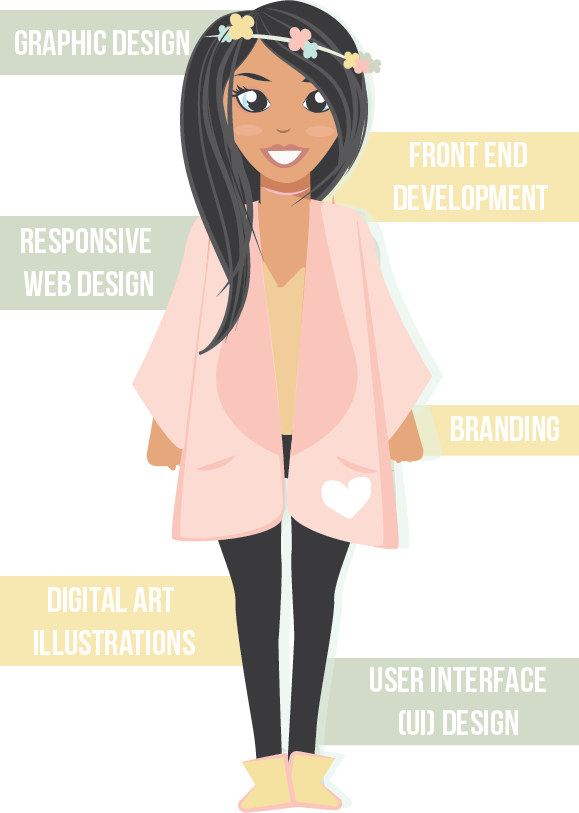 GRAPHIC DESIGN
FRONT END
DEVELOPMENT
RESPONSIVE
WEB DESIGN
BRANDING
DIGITAL ART
ILLUSTRATIONS
USER INTERFACE
(UI) DESIGN